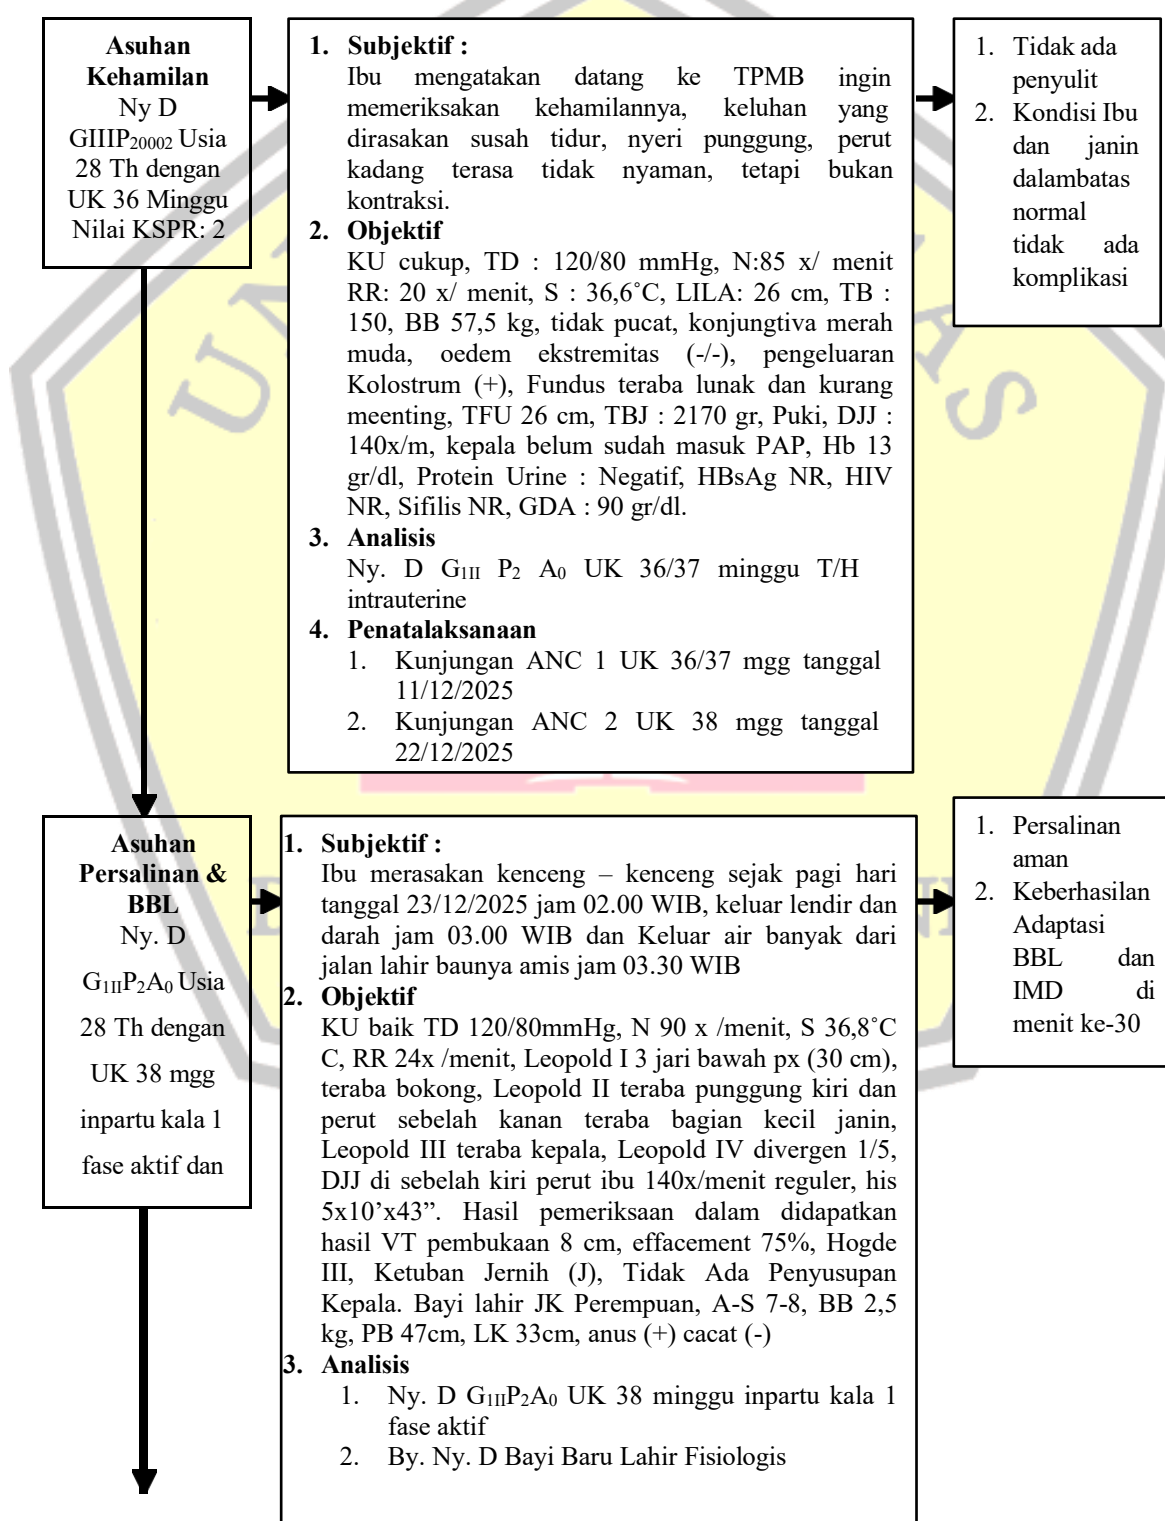 Asuhan
Kehamilan
Ny D
GIIIP20002 Usia
28 Th dengan
UK 36 Minggu
Nilai KSPR: 2
1. Subjektif :
Ibu mengatakan datang ke TPMB ingin
memeriksakan kehamilannya, keluhan yang
dirasakan susah tidur, nyeri punggung, perut
kadang terasa tidak nyaman, tetapi bukan
kontraksi.
2. Objektif
KU cukup, TD : 120/80 mmHg, N:85 x/ menit
RR: 20 x/ menit, S : 36,6˚C, LILA: 26 cm, TB :
150, BB 57,5 kg, tidak pucat, konjungtiva merah
muda, oedem ekstremitas (-/-), pengeluaran
Kolostrum (+), Fundus teraba lunak dan kurang
meenting, TFU 26 cm, TBJ : 2170 gr, Puki, DJJ :
140x/m, kepala belum sudah masuk PAP, Hb 13
gr/dl, Protein Urine : Negatif, HBsAg NR, HIV
NR, Sifilis NR, GDA : 90 gr/dl.
3. Analisis
Ny. D G1II P2 A0 UK 36/37 minggu T/H
intrauterine
4. Penatalaksanaan
1. Kunjungan ANC 1 UK 36/37 mgg tanggal
11/12/2025
2. Kunjungan ANC 2 UK 38 mgg tanggal
22/12/2025
1. Tidak ada
penyulit
2. Kondisi Ibu
dan janin
dalambatas
normal
tidak ada
komplikasi
Asuhan
Persalinan &
BBL
Ny. D
G1IIP2A0 Usia
28 Th dengan
UK 38 mgg
inpartu kala 1
fase aktif dan
1. Subjektif :
Ibu merasakan kenceng – kenceng sejak pagi hari
tanggal 23/12/2025 jam 02.00 WIB, keluar lendir dan
darah jam 03.00 WIB dan Keluar air banyak dari
jalan lahir baunya amis jam 03.30 WIB
2. Objektif
KU baik TD 120/80mmHg, N 90 x /menit, S 36,8˚C
C, RR 24x /menit, Leopold I 3 jari bawah px (30 cm),
teraba bokong, Leopold II teraba punggung kiri dan
perut sebelah kanan teraba bagian kecil janin,
Leopold III teraba kepala, Leopold IV divergen 1/5,
DJJ di sebelah kiri perut ibu 140x/menit reguler, his
5x10’x43”. Hasil pemeriksaan dalam didapatkan
hasil VT pembukaan 8 cm, effacement 75%, Hogde
III, Ketuban Jernih (J), Tidak Ada Penyusupan
Kepala. Bayi lahir JK Perempuan, A-S 7-8, BB 2,5
kg, PB 47cm, LK 33cm, anus (+) cacat (-)
3. Analisis
1. Ny. D G1IIP2A0 UK 38 minggu inpartu kala 1
fase aktif
2. By. Ny. D Bayi Baru Lahir Fisiologis
1. Persalinan
aman
2. Keberhasilan
Adaptasi
BBL dan
IMD di
menit ke-30